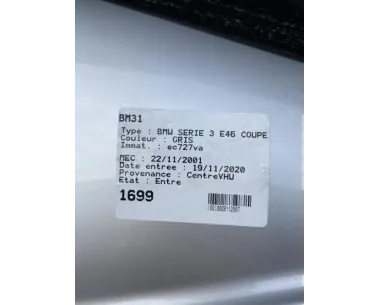 BM31
Type : BMW SERIE 3 E46 COUPE
Couleur : GRIS
Immat. : ec727va
MEC : 22/11/2001
Date entree : 19/11/2020
Provenance : CentreVHU
Etat : Entre
1699